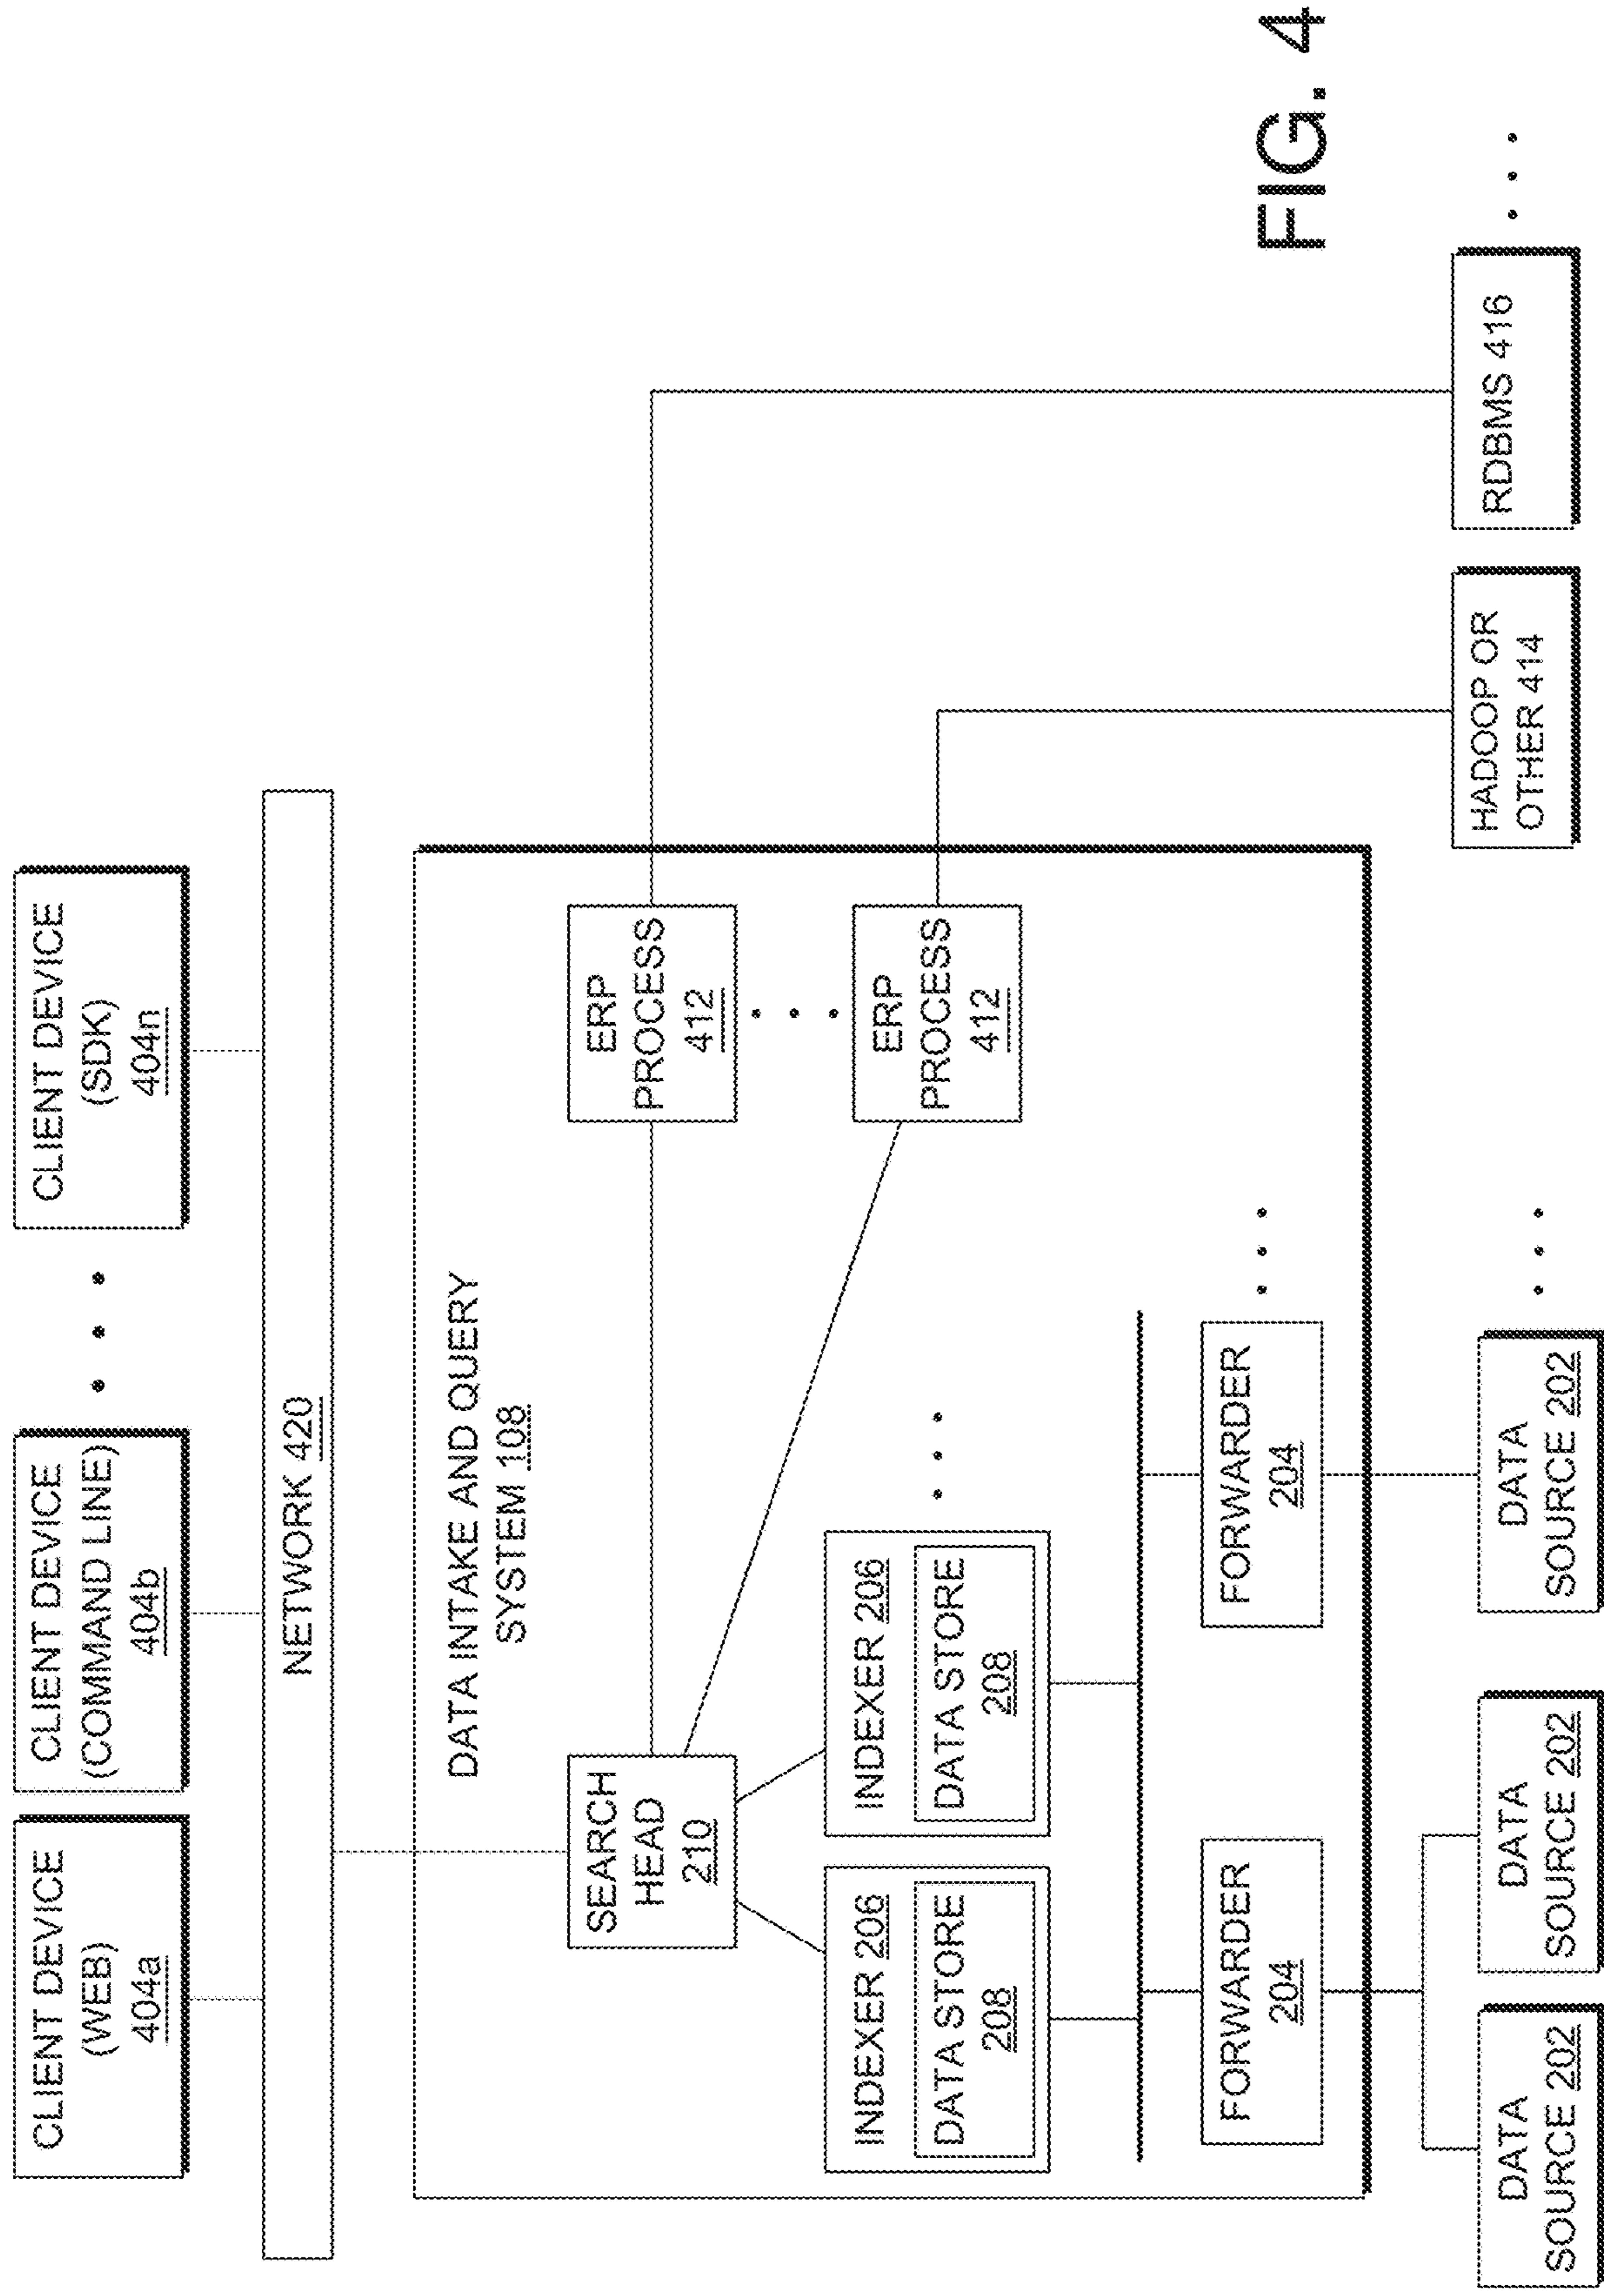 CLIENT DEVICE
(WEB)
404a
CLIENT DEVICE
(COMMAND LINE)
404b
CLIENT DEVICE
(SDK)
404n
NETWORK 420
DATA INTAKE AND QUERY
SYSTEM 108
SEARCH
HEAD
210
ERP
PROCESS
412
ERP
PROCESS
412
INDEXER 206
DATA STORE
208
INDEXER 206
DATA STORE
208
FORWARDER
204
FORWARDER
204
DATA
SOURCE 202
DATA
SOURCE 202
DATA
SOURCE 202
HADOOP OR
OTHER 414
RDBMS 416
FIG. 4